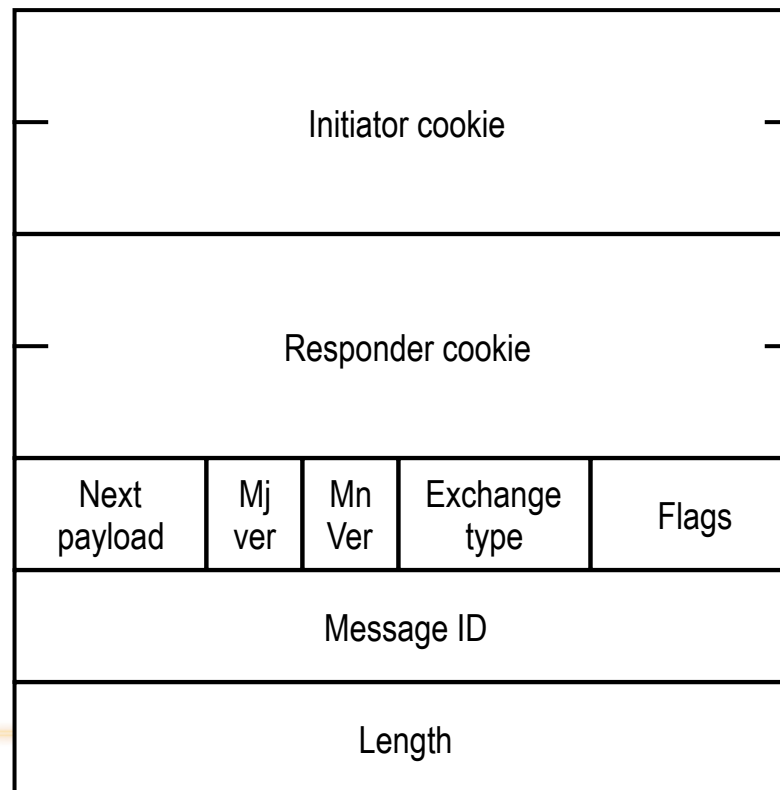 Initiator cookie
Responder cookie
Next
payload
Mj
ver
Mn
Ver
Exchange
type
Flags
Message ID
Length